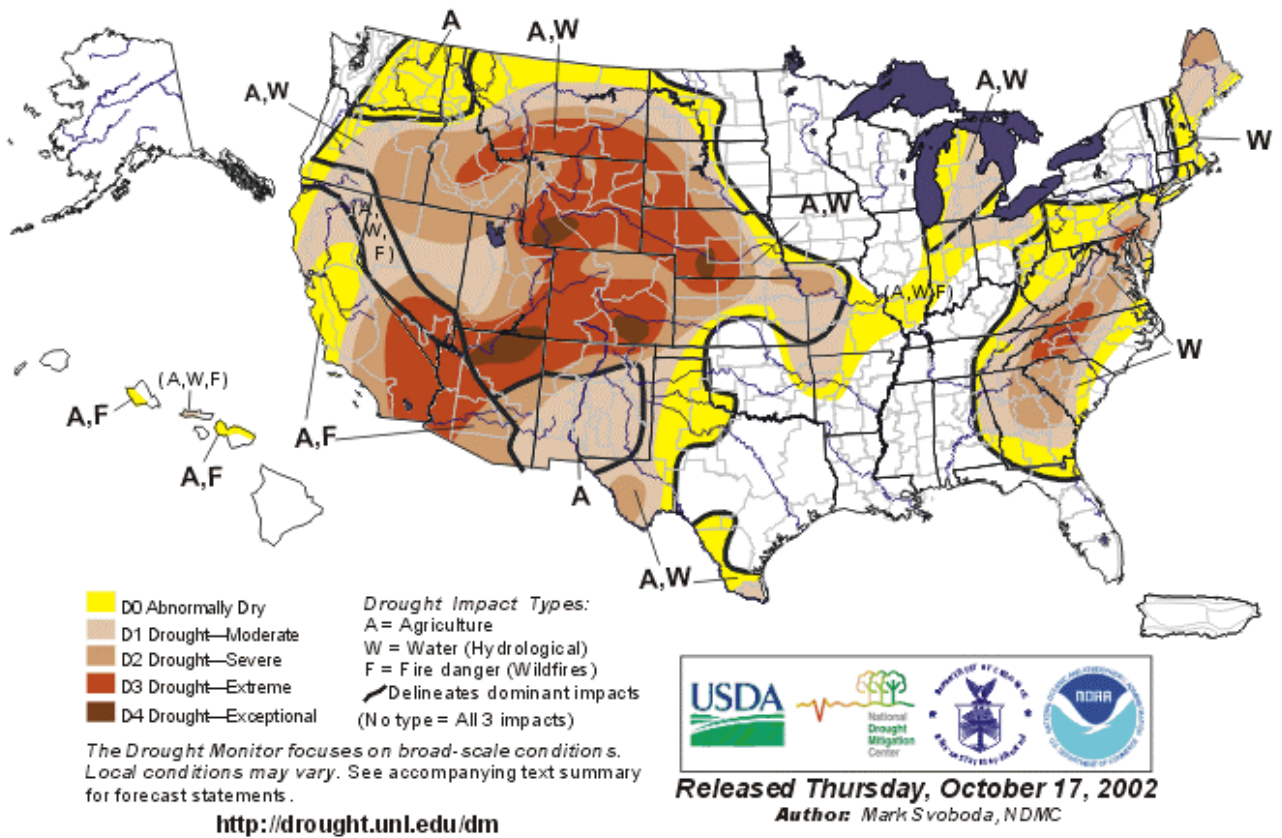 A
A,W
A,W
A,W
W
A,W
(A,
W,
F)
(A,W,F)
(A,W,F)
W
A,F
A,F
A,F
A
A,W
D0 Abnormally Dry
D1 Drought—Moderate
D2 Drought—Severe
D3 Drought—Extreme
D4 Drought—Exceptional
Drought Impact Types:
A = Agriculture
W = Water (Hydrological)
F = Fire danger (Wildfires)
Delineates dominant impacts
(No type = All 3 impacts)
The Drought Monitor focuses on broad-scale conditions.
Local conditions may vary. See accompanying text summary
for forecast statements.
http://drought.unl.edu/dm
USDA
National
Drought
Mitigation
Center
NOAA
Released Thursday, October 17, 2002
Author: Mark Svoboda, NDMC